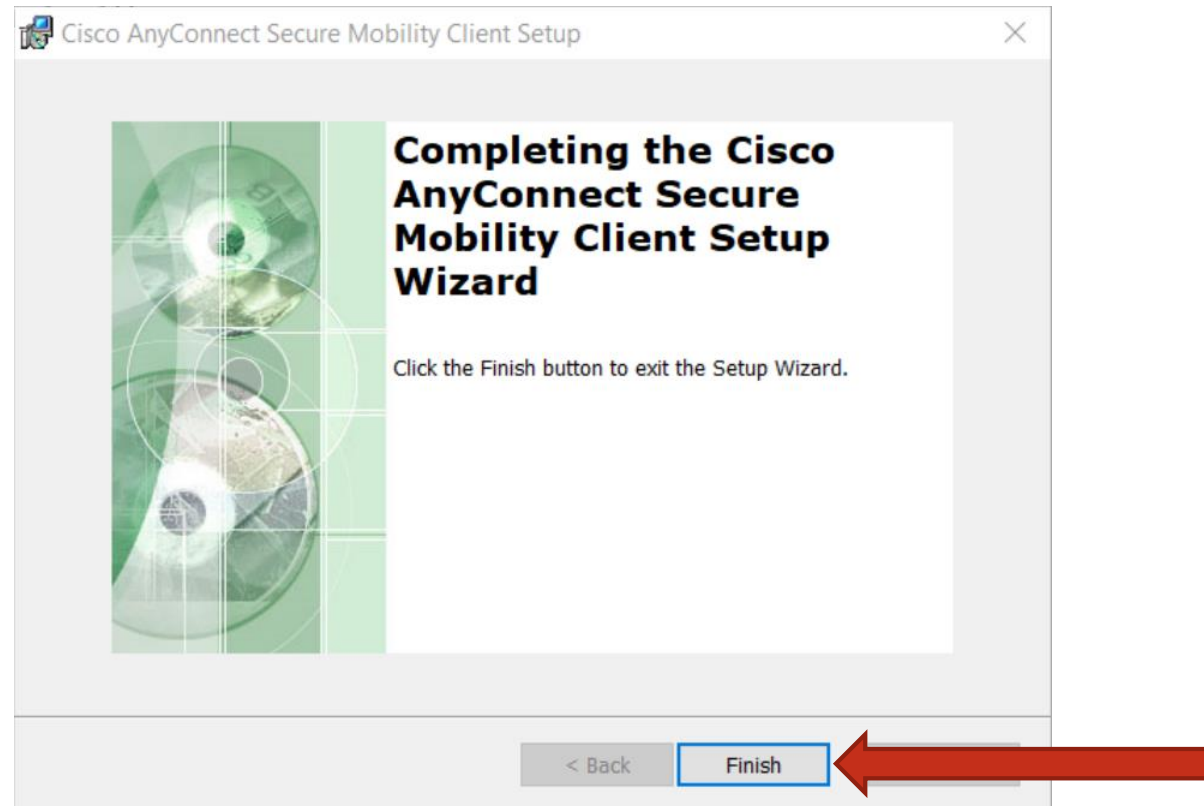 Cisco AnyConnect Secure Mobility Client Setup
Completing the Cisco
AnyConnect Secure
Mobility Client Setup
Wizard
Click the Finish button to exit the Setup Wizard.
< Back
Finish